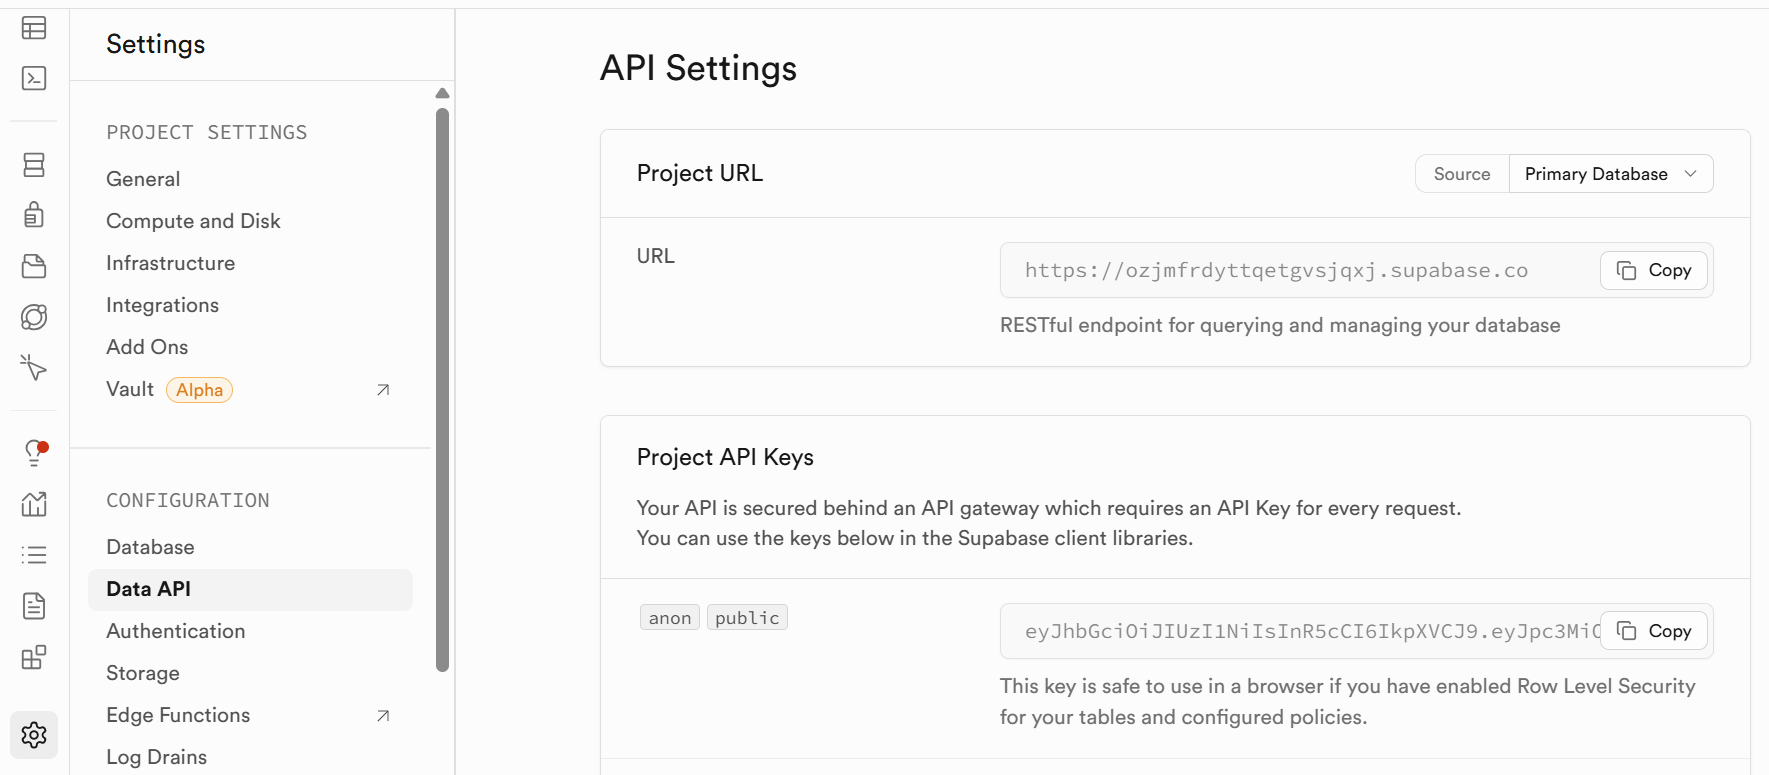 Settings
PROJECT SETTINGS
General
Compute and Disk
Infrastructure
Integrations
Add Ons
Vault Alpha
CONFIGURATION
Database
Data API
Authentication
Storage
Edge Functions
Log Drains
API Settings
Project URL
Source Primary Database
URL
https://ozjmfrdyttqetgvsjqxj.supabase.co
Copy
RESTful endpoint for querying and managing your database
Project API Keys
Your API is secured behind an API gateway which requires an API Key for every request.
You can use the keys below in the Supabase client libraries.
anon public
eyJhbGciOiJIUzI1NiIsInR5cCI6IkpXVCJ9.eyJpc3Mi
Copy
This key is safe to use in a browser if you have enabled Row Level Security
for your tables and configured policies.